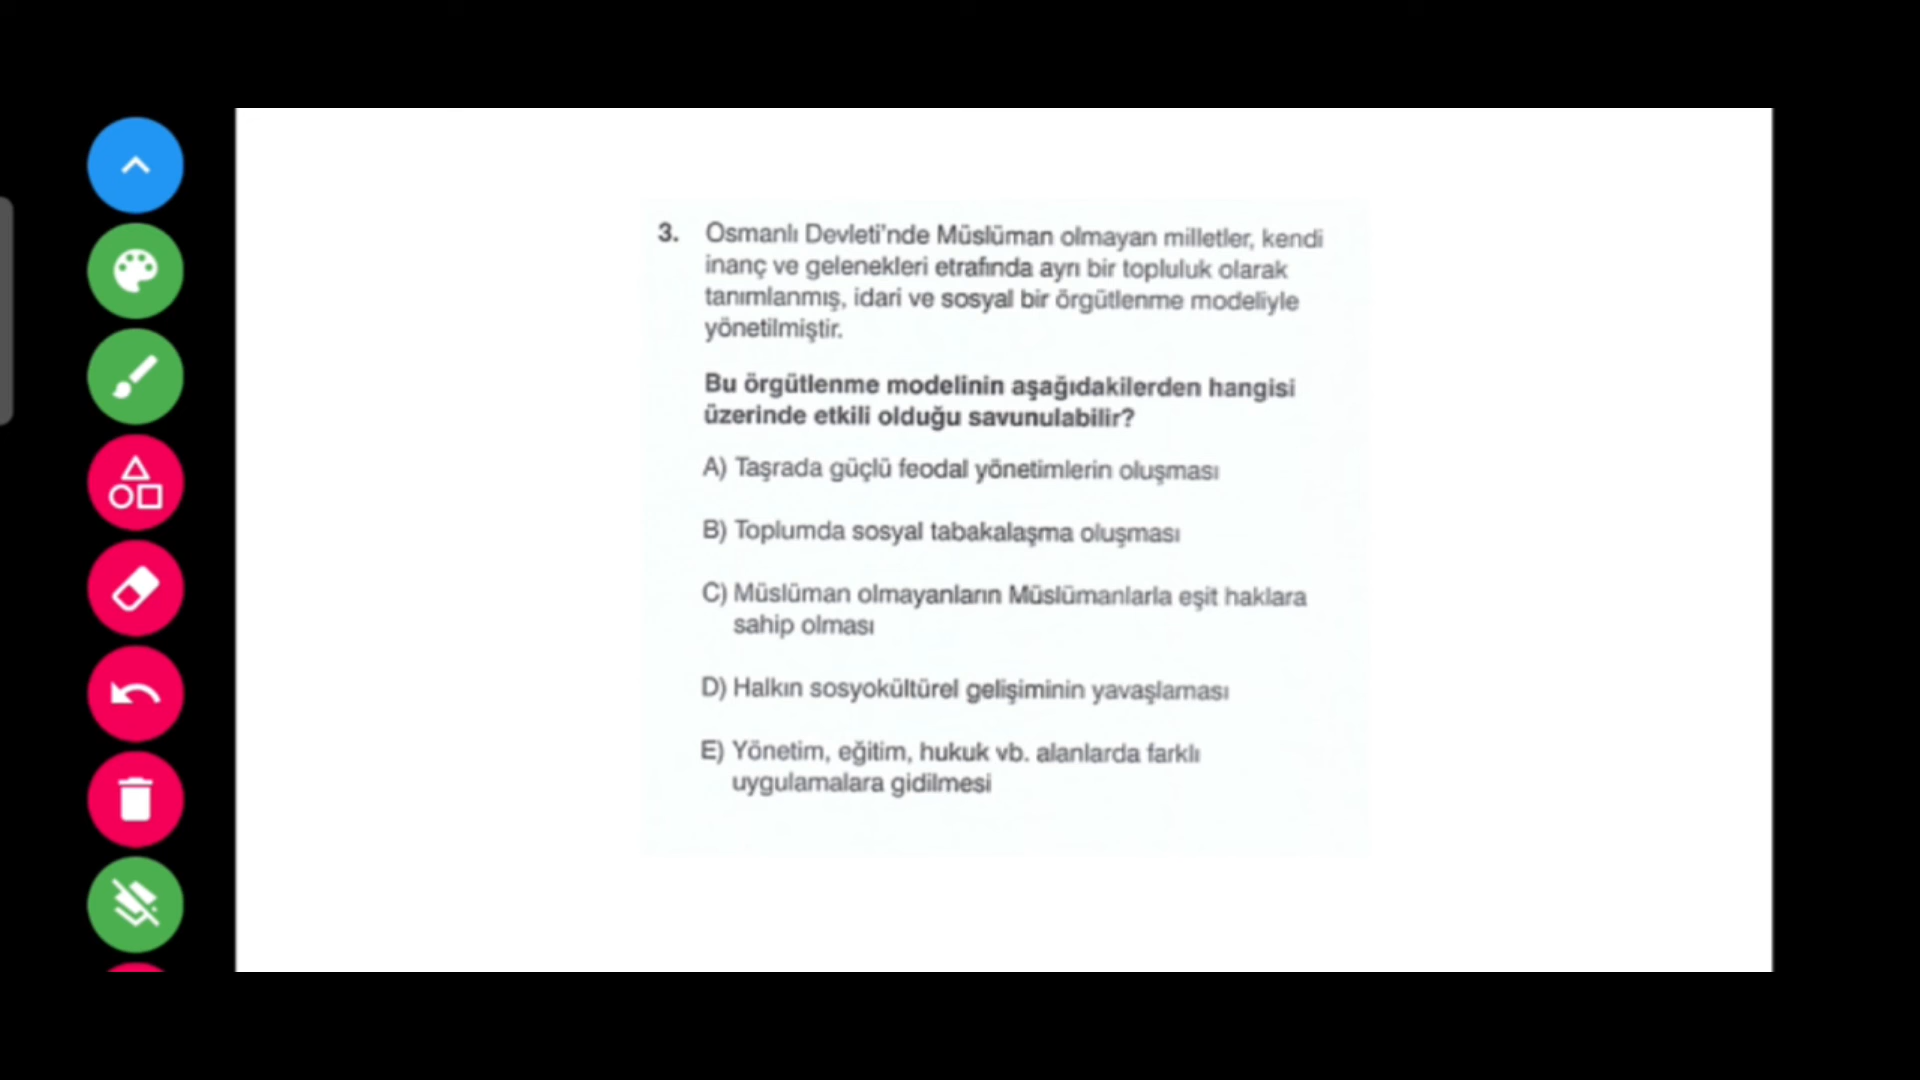 3. Osmanlı Devleti'nde Müslüman olmayan milletler, kendi
inanç ve gelenekleri etrafında ayrı bir topluluk olarak
tanımlanmış, idari ve sosyal bir örgütlenme modeliyle
yönetilmiştir.
Bu örgütlenme modelinin aşağıdakilerden hangisi
üzerinde etkili olduğu savunulabilir?
A) Taşrada güçlü feodal yönetimlerin oluşması
B) Toplumda sosyal tabakalaşma oluşması
C) Müslüman olmayanların Müslümanlarla eşit haklara
sahip olması
D) Halkın sosyokültürel gelişiminin yavaşlaması
E) Yönetim, eğitim, hukuk vb. alanlarda farklı
uygulamalara gidilmesi